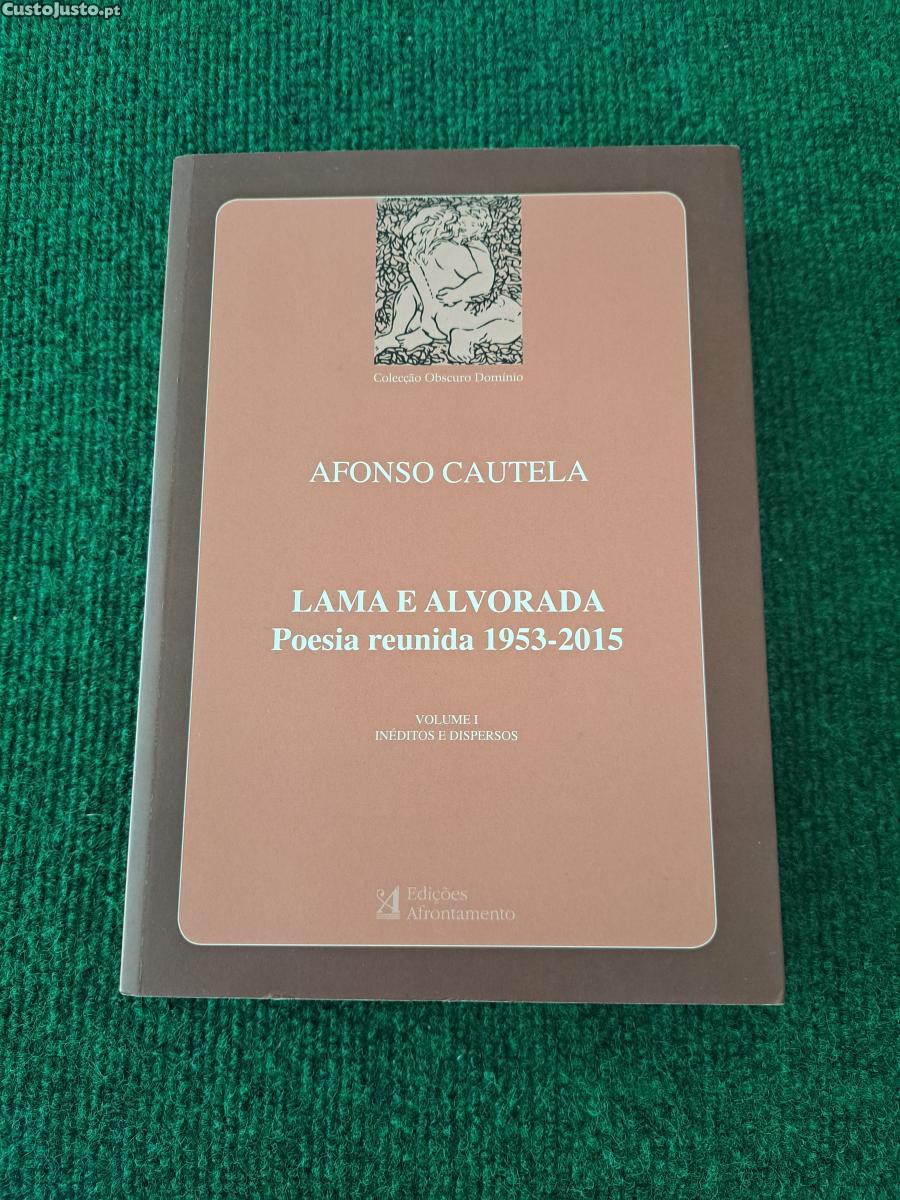 CustoJusto.pt
Colecção Obscuro Domínio
AFONSO CAUTELA
LAMA E ALVORADA
Poesia reunida 1953-2015
VOLUME I
INÉDITOS E DISPERSOS
Edições
Afrontamento